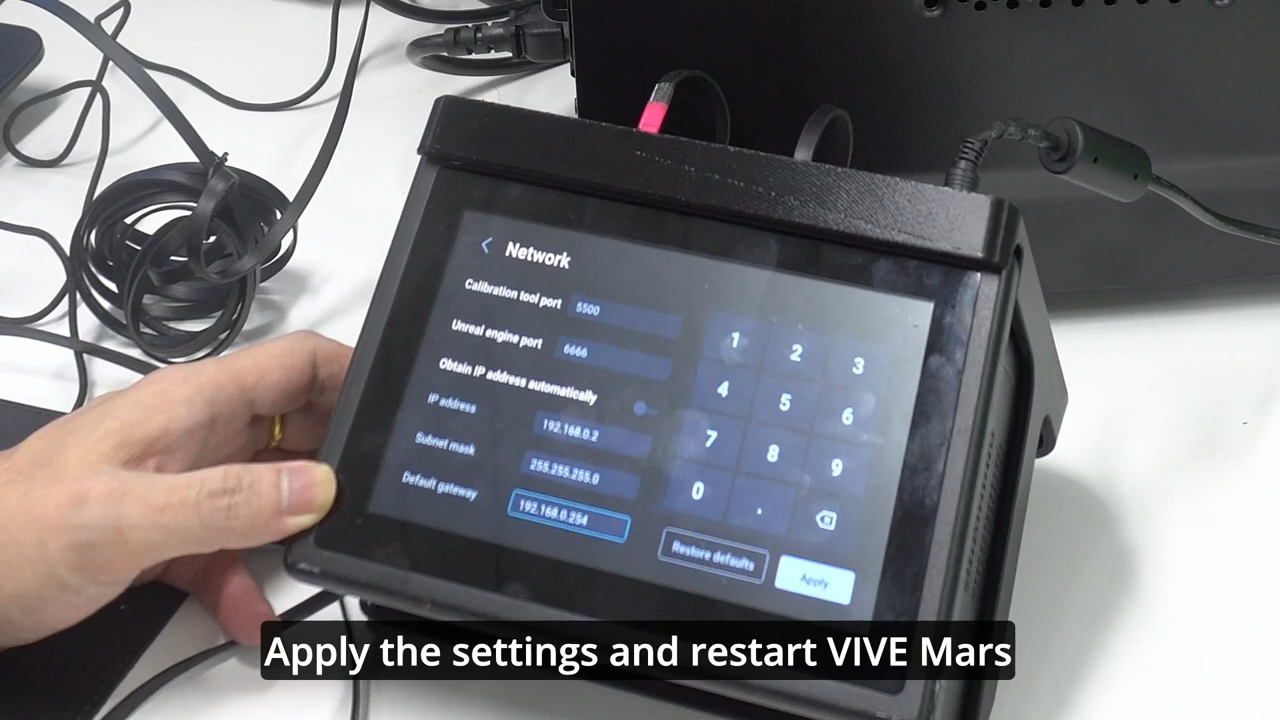 Network
Calibration tool port 5500
Unreal engine port 6666
Obtain IP address automatically
IP address 192.168.0.2
Subnet mask 255.255.255.0
Default gateway 192.168.0.254
1 2 3
4 5 6
7 8 9
0 .
Restore defaults
Apply
Apply the settings and restart VIVE Mars